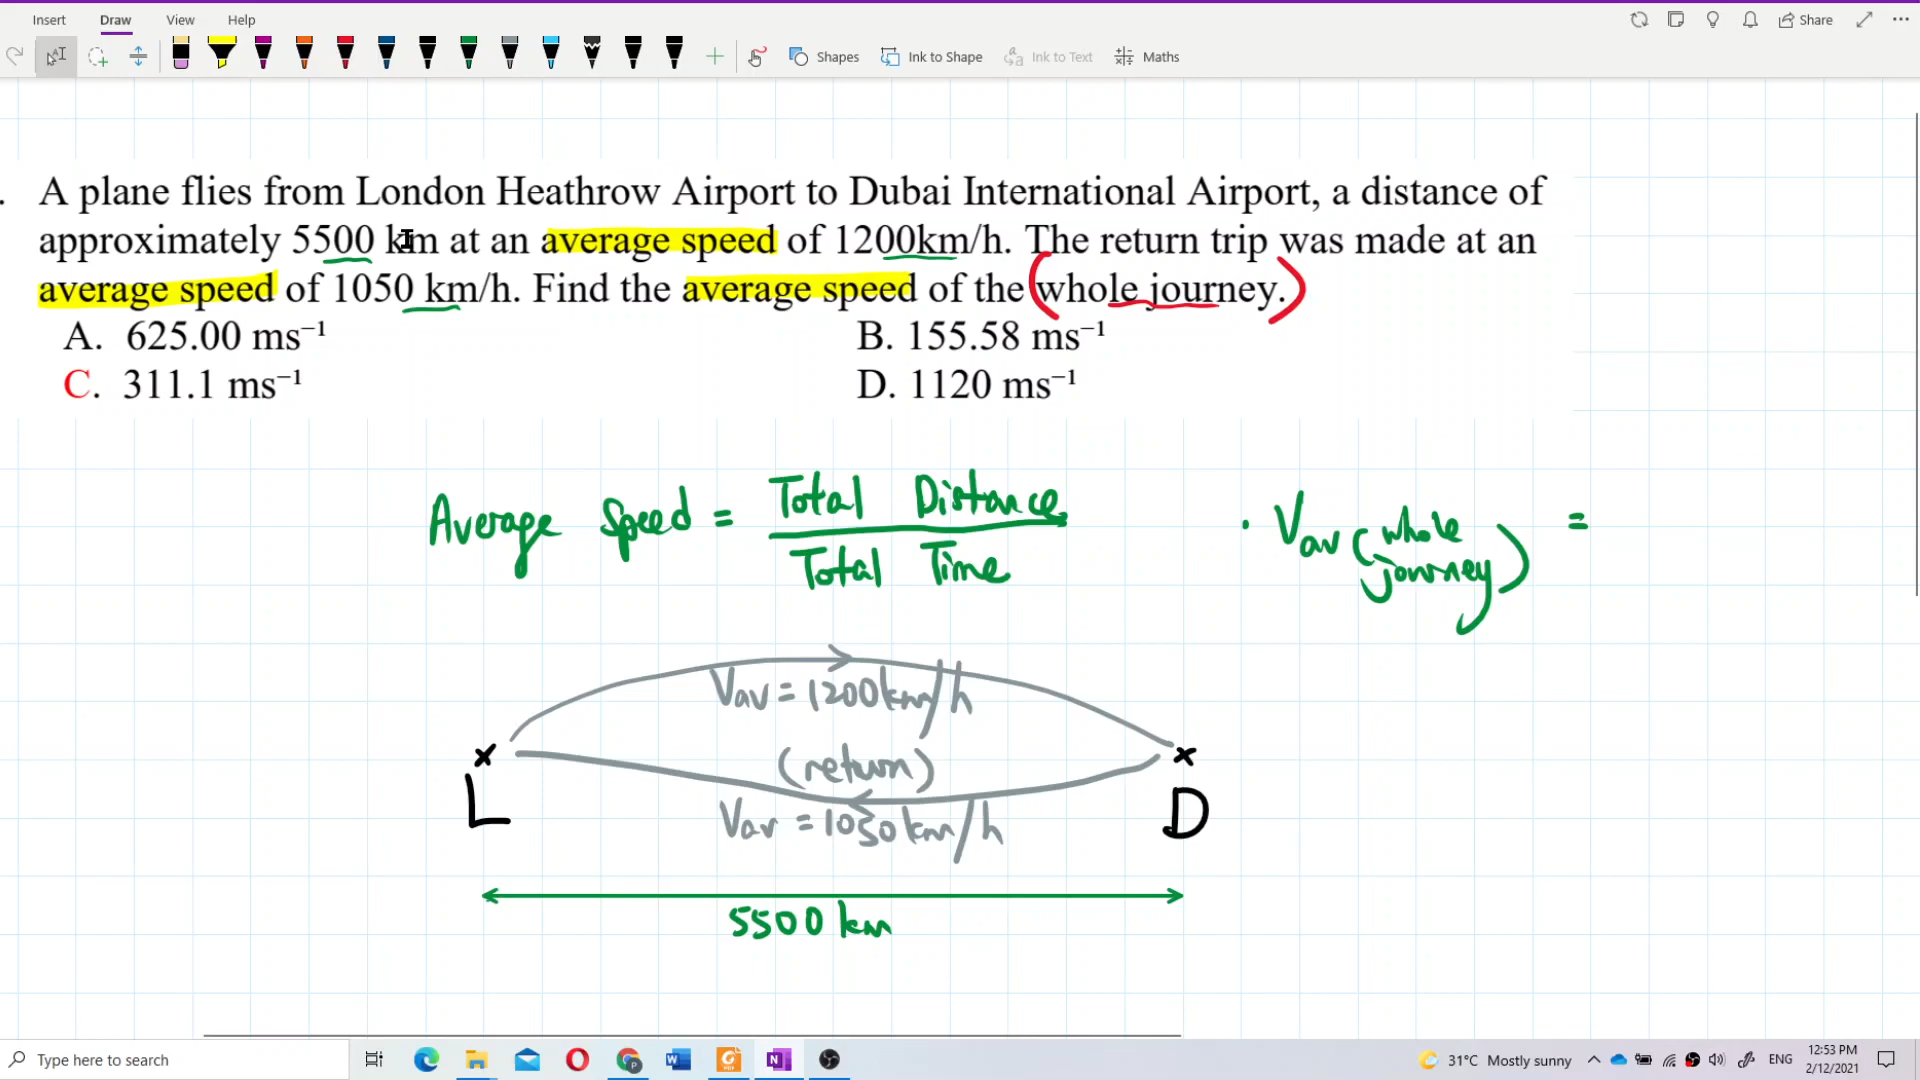 Insert Draw View Help Share
Shapes Ink to Shape Ink to Text Maths
. A plane flies from London Heathrow Airport to Dubai International Airport, a distance of
approximately 5500 km at an average speed of 1200km/h. The return trip was made at an
average speed of 1050 km/h. Find the average speed of the (whole journey.)
A. 625.00 ms⁻¹ B. 155.58 ms⁻¹
C. 311.1 ms⁻¹ D. 1120 ms⁻¹
Average Speed = Total Distance
Total Time
· Vav (whole
journey) =
Vav = 1200km/h
x x
(return)
L Vav = 1050km/h D
5500 km
Type here to search 31°C Mostly sunny ENG 12:53 PM
2/12/2021